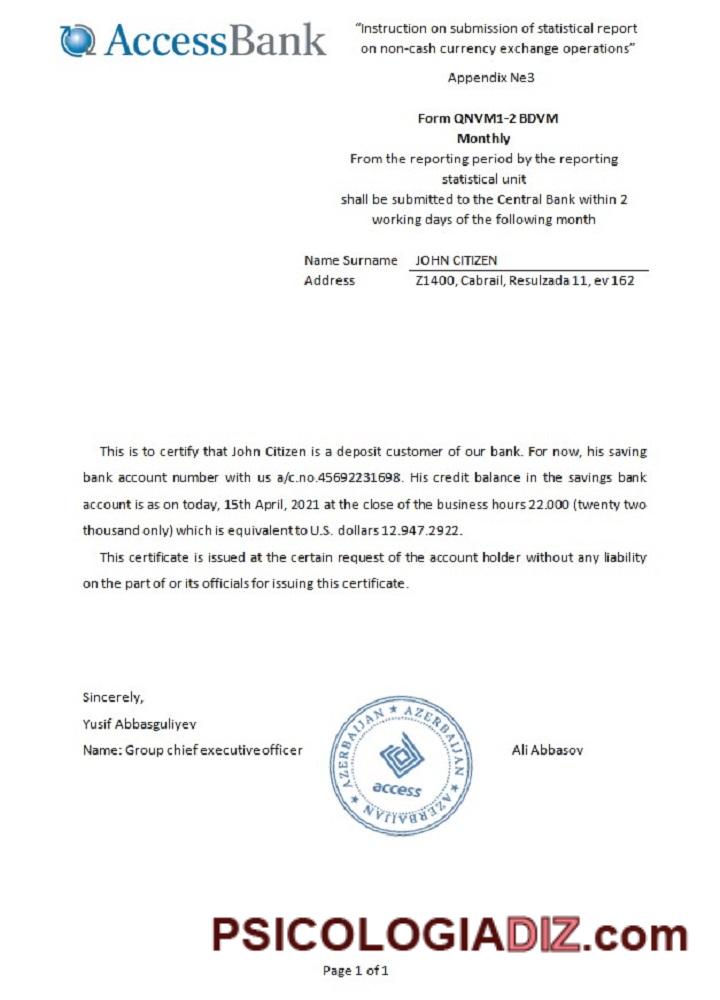 AccessBank
"Instruction on submission of statistical report
on non-cash currency exchange operations"
Appendix №3
Form QNVM1-2 BDVM
Monthly
From the reporting period by the reporting
statistical unit
shall be submitted to the Central Bank within 2
working days of the following month
Name Surname JOHN CITIZEN
Address Z1400, Cabrail, Resulzada 11, ev 162
This is to certify that John Citizen is a deposit customer of our bank. For now, his saving
bank account number with us a/c.no.45692231698. His credit balance in the savings bank
account is as on today, 15th April, 2021 at the close of the business hours 22.000 (twenty two
thousand only) which is equivalent to U.S. dollars 12.947.2922.
This certificate is issued at the certain request of the account holder without any liability
on the part of or its officials for issuing this certificate.
Sincerely,
Yusif Abbasguliyev
Name: Group chief executive officer
AZERBAIJAN ★ AZERBAIJAN ★ AZERBAIJAN ★
access
Ali Abbasov
PSICOLOGIADIZ.com
Page 1 of 1